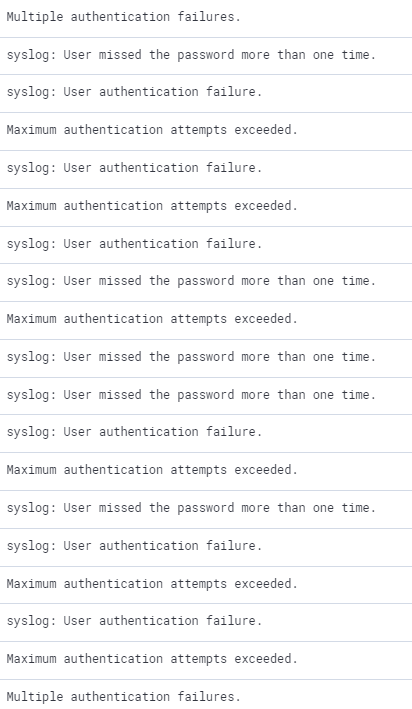 Multiple authentication failures.
syslog: User missed the password more than one time.
syslog: User authentication failure.
Maximum authentication attempts exceeded.
syslog: User authentication failure.
Maximum authentication attempts exceeded.
syslog: User authentication failure.
syslog: User missed the password more than one time.
Maximum authentication attempts exceeded.
syslog: User missed the password more than one time.
syslog: User missed the password more than one time.
syslog: User authentication failure.
Maximum authentication attempts exceeded.
syslog: User missed the password more than one time.
syslog: User authentication failure.
Maximum authentication attempts exceeded.
syslog: User authentication failure.
Maximum authentication attempts exceeded.
Multiple authentication failures.